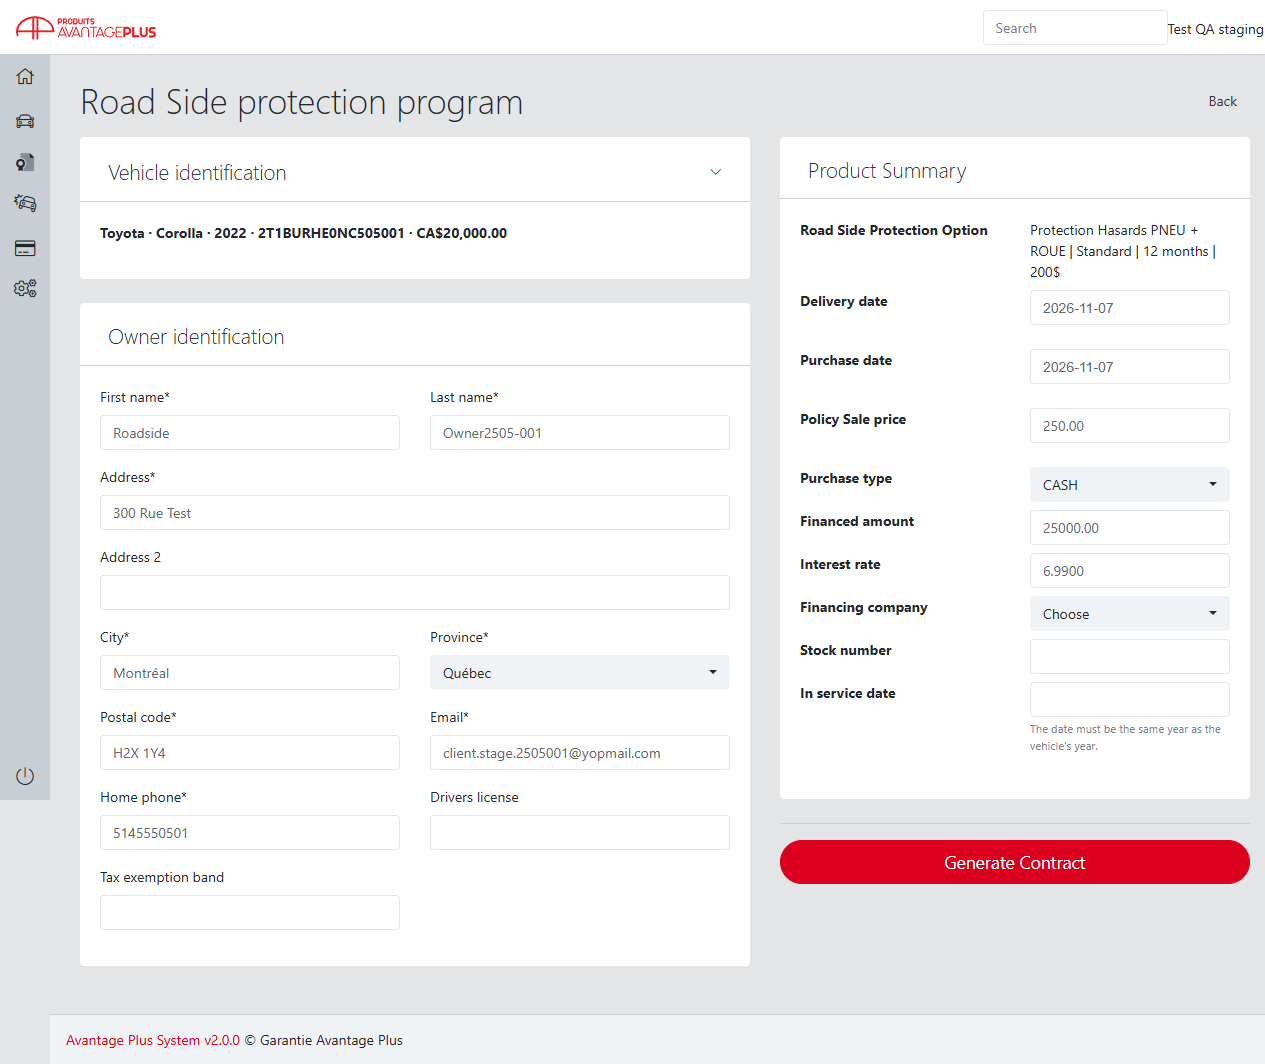 PRODUITS
AVANTAGEPLUS
Search
Test QA staging
Road Side protection program
Back
Vehicle identification
Toyota · Corolla · 2022 · 2T1BURHE0NC505001 · CA$20,000.00
Owner identification
First name*
Last name*
Roadside
Owner2505-001
Address*
300 Rue Test
Address 2
City*
Province*
Montréal
Québec
Postal code*
Email*
H2X 1Y4
client.stage.2505001@yopmail.com
Home phone*
Drivers license
5145550501
Tax exemption band
Product Summary
Road Side Protection Option
Protection Hasards PNEU +
ROUE | Standard | 12 months |
200$
Delivery date
2026-11-07
Purchase date
2026-11-07
Policy Sale price
250.00
Purchase type
CASH
Financed amount
25000.00
Interest rate
6.9900
Financing company
Choose
Stock number
In service date
The date must be the same year as the
vehicle's year.
Generate Contract
Avantage Plus System v2.0.0 © Garantie Avantage Plus